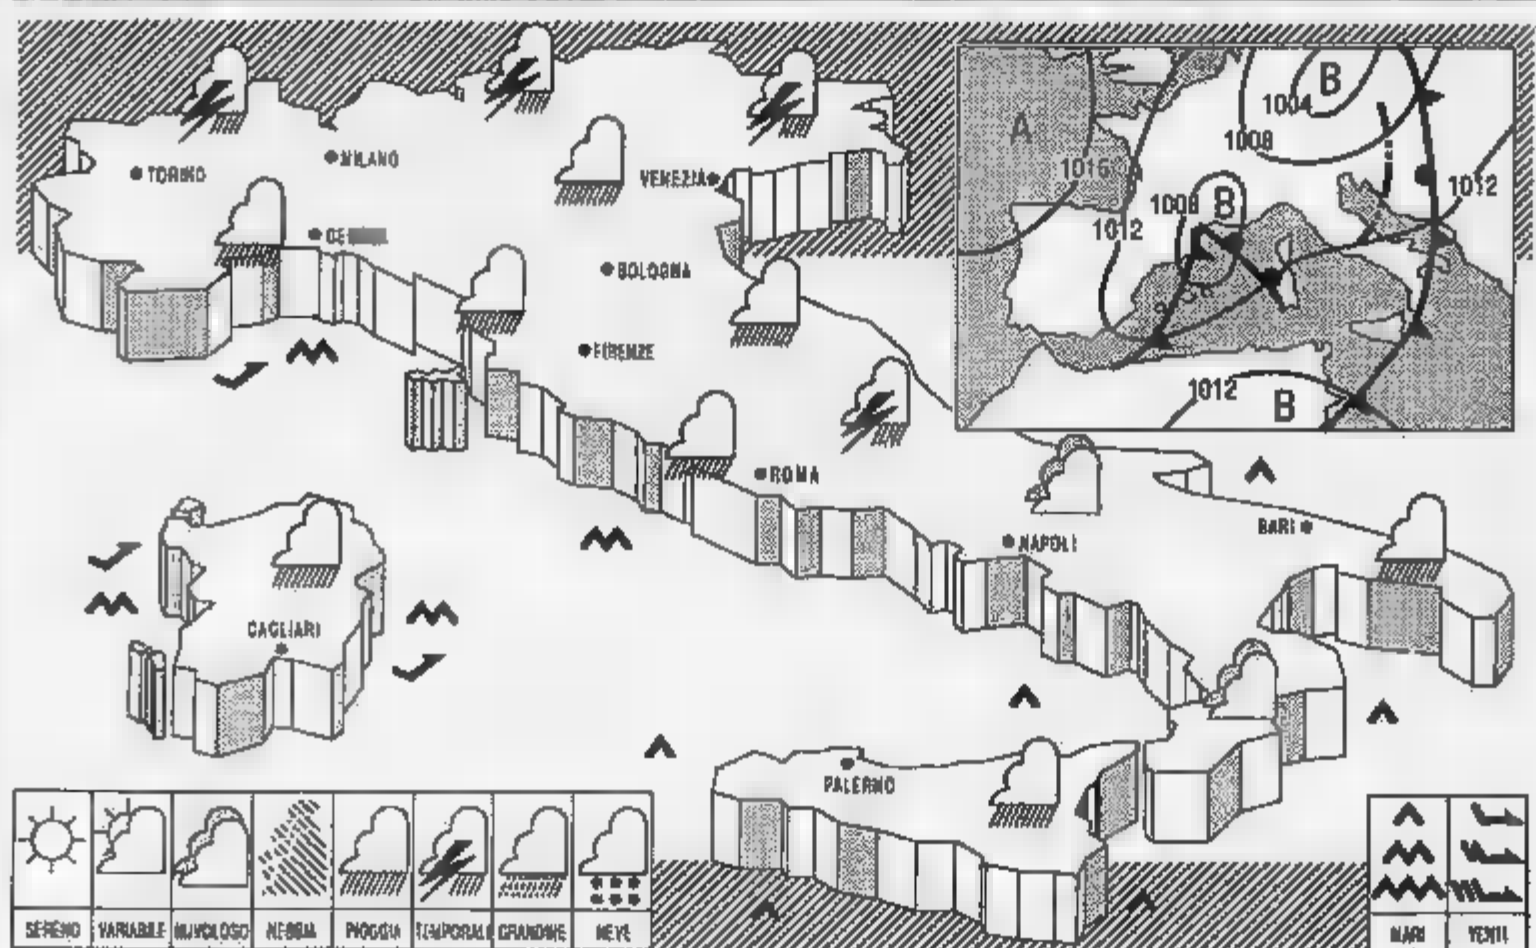 B
1004
A
1008
1016
1012
1008
B
1012
MILANO
TORINO
VENEZIA
BOLOGNA
FIRENZE
1012
B
ROMA
BARI
NAPOLI
CAGLIARI
PALERMO
SERENO VARIABILE NUVOLOSO NEBBIA PIOGGIA TEMPORALE GRANDINE NEVE
MARI VENTI